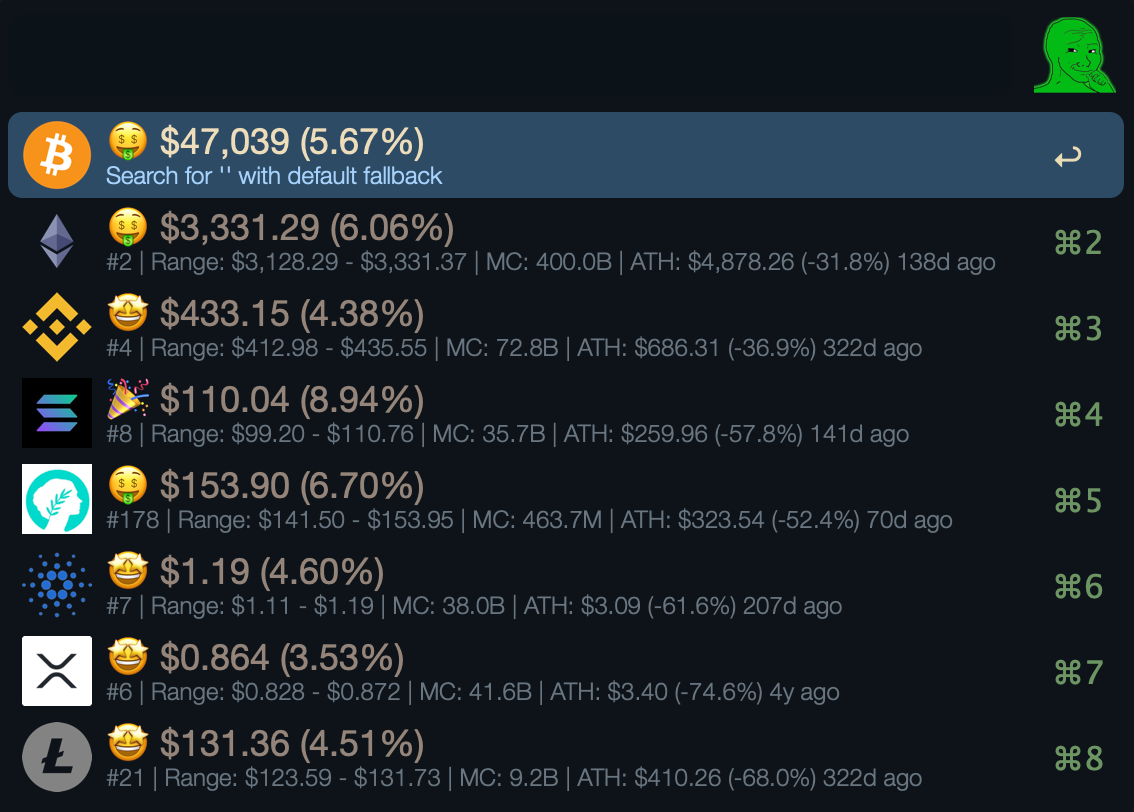 🤑 $47,039 (5.67%)
Search for '' with default fallback
🤑 $3,331.29 (6.06%)
#2 | Range: $3,128.29 - $3,331.37 | MC: 400.0B | ATH: $4,878.26 (-31.8%) 138d ago
⌘2
🤩 $433.15 (4.38%)
#4 | Range: $412.98 - $435.55 | MC: 72.8B | ATH: $686.31 (-36.9%) 322d ago
⌘3
🎉 $110.04 (8.94%)
#8 | Range: $99.20 - $110.76 | MC: 35.7B | ATH: $259.96 (-57.8%) 141d ago
⌘4
🤑 $153.90 (6.70%)
#178 | Range: $141.50 - $153.95 | MC: 463.7M | ATH: $323.54 (-52.4%) 70d ago
⌘5
🤩 $1.19 (4.60%)
#7 | Range: $1.11 - $1.19 | MC: 38.0B | ATH: $3.09 (-61.6%) 207d ago
⌘6
🤩 $0.864 (3.53%)
#6 | Range: $0.828 - $0.872 | MC: 41.6B | ATH: $3.40 (-74.6%) 4y ago
⌘7
🤩 $131.36 (4.51%)
#21 | Range: $123.59 - $131.73 | MC: 9.2B | ATH: $410.26 (-68.0%) 322d ago
⌘8